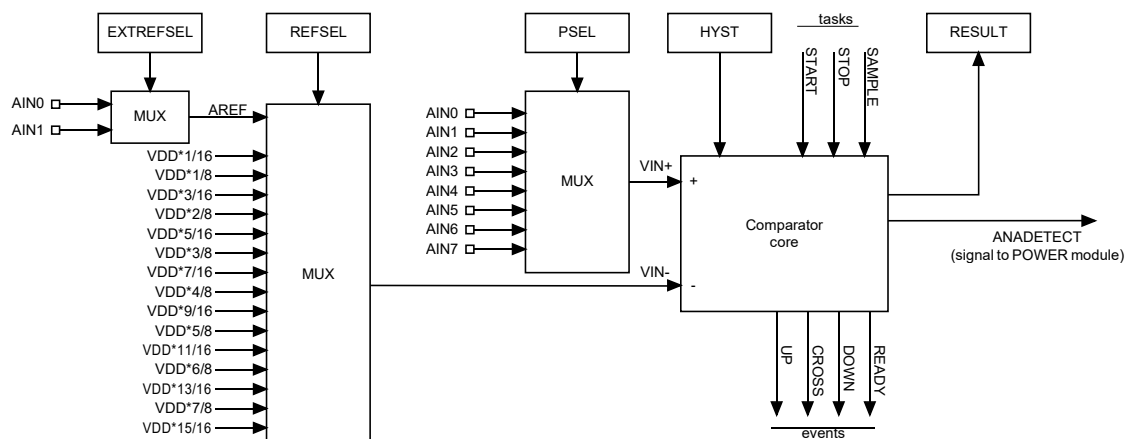 EXTREFSEL
REFSEL
PSEL
HYST
tasks
RESULT
START
STOP
SAMPLE
AIN0
AIN1
MUX
AREF
VDD*1/16
VDD*1/8
VDD*3/16
VDD*2/8
VDD*5/16
VDD*3/8
VDD*7/16
VDD*4/8
VDD*9/16
VDD*5/8
VDD*11/16
VDD*6/8
VDD*13/16
VDD*7/8
VDD*15/16
MUX
AIN0
AIN1
AIN2
AIN3
AIN4
AIN5
AIN6
AIN7
MUX
VIN+
VIN-
+
-
Comparator
core
ANADETECT
(signal to POWER module)
UP
CROSS
DOWN
READY
events